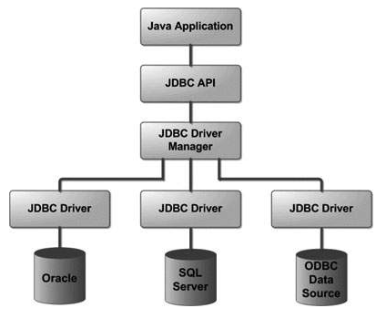 Java Application
JDBC API
JDBC Driver
Manager
JDBC Driver
JDBC Driver
JDBC Driver
Oracle
SQL
Server
ODBC
Data
Source